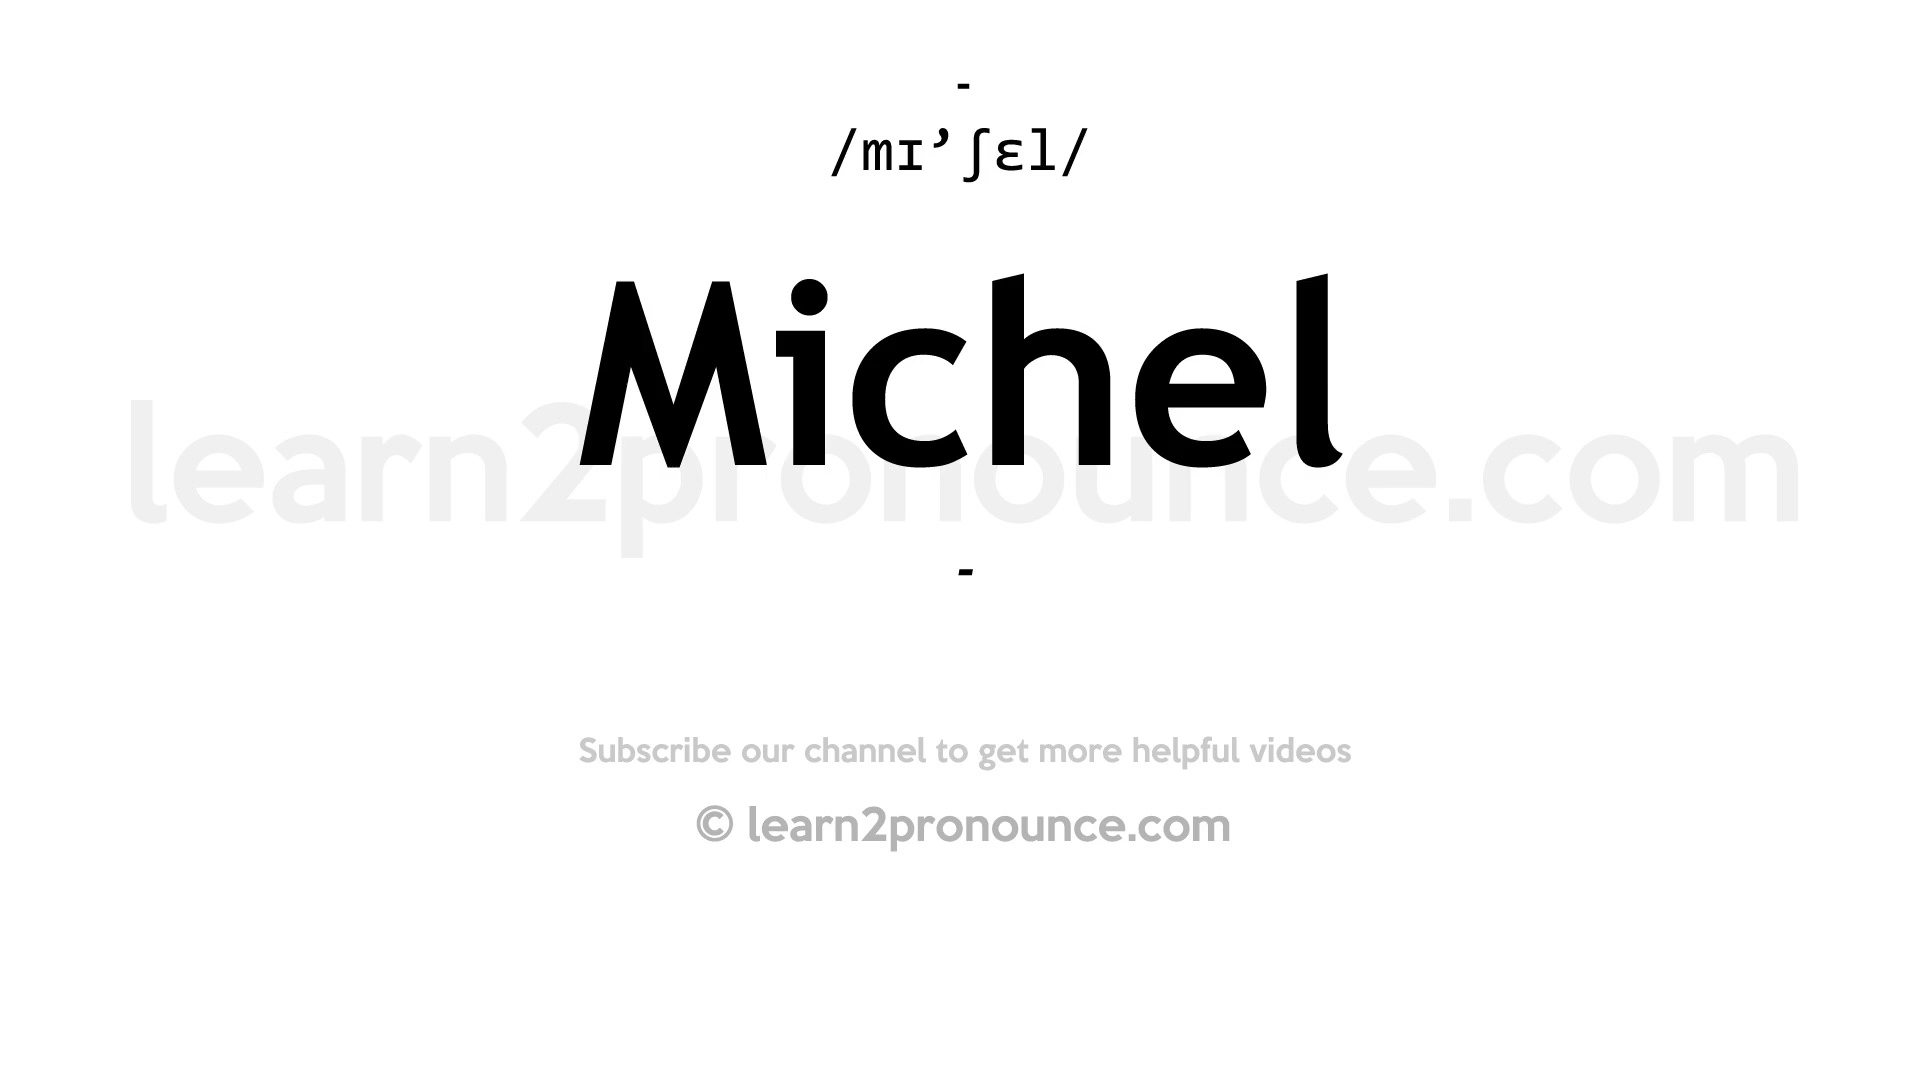 -
/mɪ’ʃɛl/
Michel
learn2pronounce.com
-
Subscribe our channel to get more helpful videos
© learn2pronounce.com